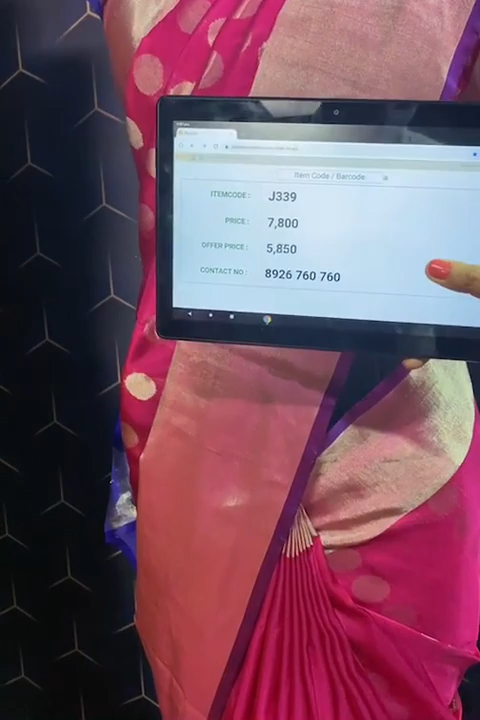 Item Code / Barcode
ITEMCODE : J339
PRICE : 7,800
OFFER PRICE : 5,850
CONTACT NO : 8926 760 760